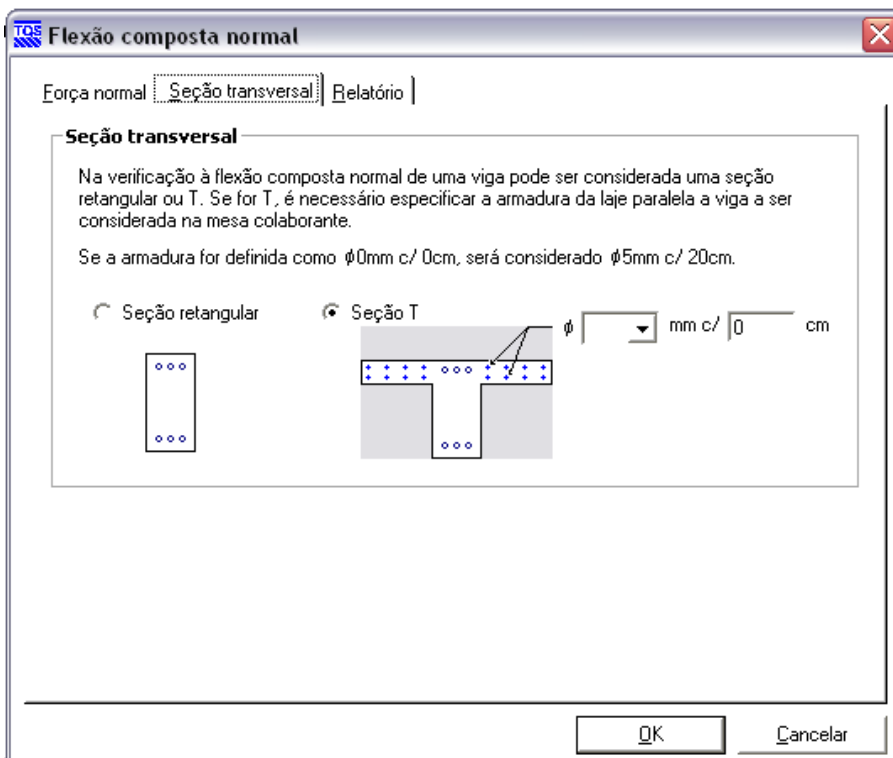 TQS Flexão composta normal
Força normal Seção transversal Relatório
Seção transversal
Na verificação à flexão composta normal de uma viga pode ser considerada uma seção
retangular ou T. Se for T, é necessário especificar a armadura da laje paralela a viga a ser
considerada na mesa colaborante.
Se a armadura for definida como ϕ0mm c/ 0cm, será considerado ϕ5mm c/ 20cm.
Seção retangular Seção T
ϕ mm c/ 0 cm
OK Cancelar